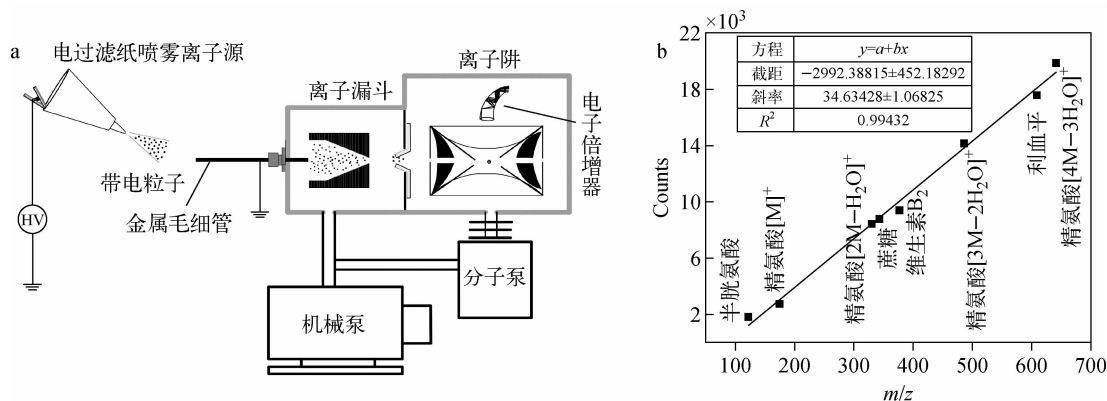 a
电过滤纸喷雾离子源
带电粒子
金属毛细管
HV
离子漏斗
离子阱
电子倍增器
分子泵
机械泵
b
22 ×10³
18
14
10
6
2
Counts
方程 y=a+bx
截距 −2992.38815±452.18292
斜率 34.63428±1.06825
R² 0.99432
半胱氨酸
精氨酸[M]⁺
精氨酸[2M−H₂O]⁺
蔗糖
维生素B₂
精氨酸[3M−2H₂O]⁺
利血平
精氨酸[4M−3H₂O]⁺
100 200 300 400 500 600 700
m/z